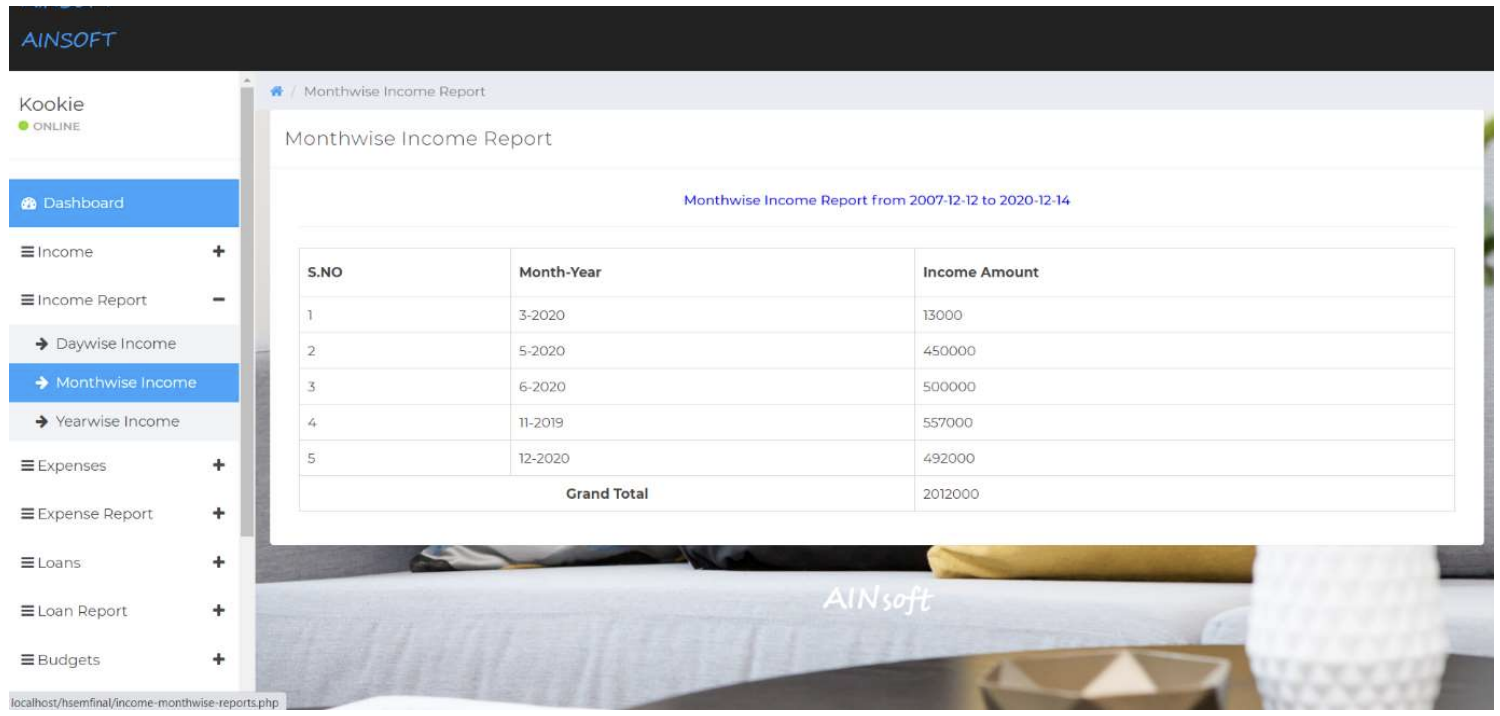 AINSOFT
Kookie
ONLINE
Dashboard
Income
Income Report
Daywise Income
Monthwise Income
Yearwise Income
Expenses
Expense Report
Loans
Loan Report
Budgets
localhost/hsemfinal/income-monthwise-reports.php
/ Monthwise Income Report
Monthwise Income Report
Monthwise Income Report from 2007-12-12 to 2020-12-14
S.NO Month-Year Income Amount
1 3-2020 13000
2 5-2020 450000
3 6-2020 500000
4 11-2019 557000
5 12-2020 492000
Grand Total 2012000
AINsoft